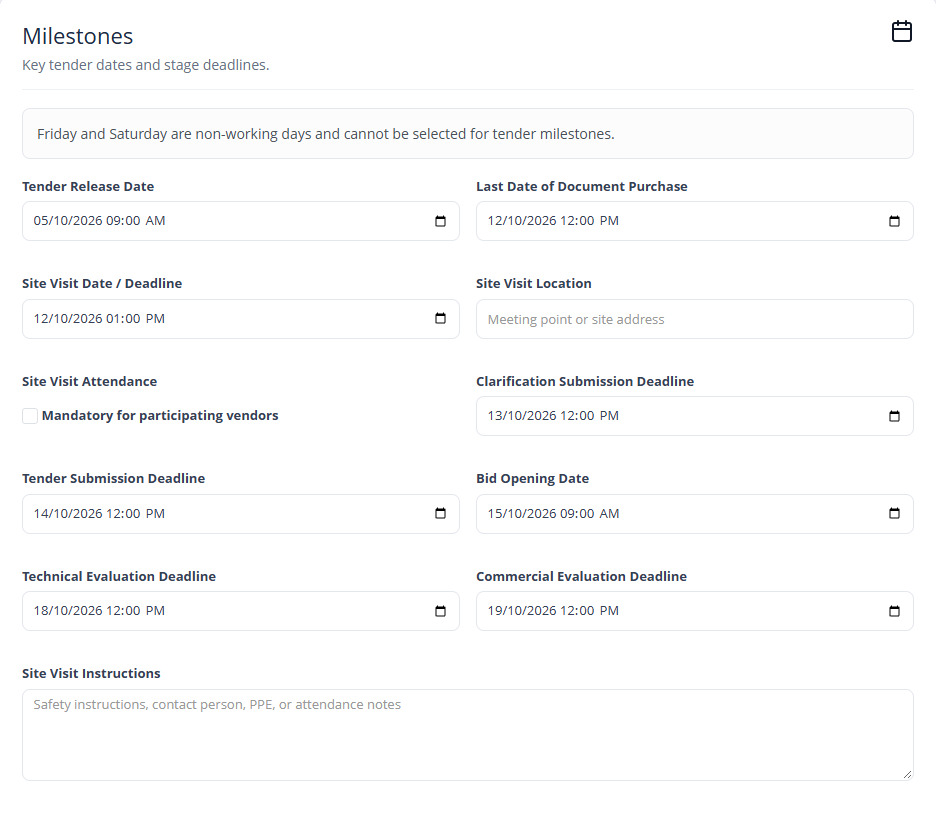 Milestones
Key tender dates and stage deadlines.
Friday and Saturday are non-working days and cannot be selected for tender milestones.
Tender Release Date
05/10/2026 09:00 AM
Last Date of Document Purchase
12/10/2026 12:00 PM
Site Visit Date / Deadline
12/10/2026 01:00 PM
Site Visit Location
Meeting point or site address
Site Visit Attendance
Mandatory for participating vendors
Clarification Submission Deadline
13/10/2026 12:00 PM
Tender Submission Deadline
14/10/2026 12:00 PM
Bid Opening Date
15/10/2026 09:00 AM
Technical Evaluation Deadline
18/10/2026 12:00 PM
Commercial Evaluation Deadline
19/10/2026 12:00 PM
Site Visit Instructions
Safety instructions, contact person, PPE, or attendance notes